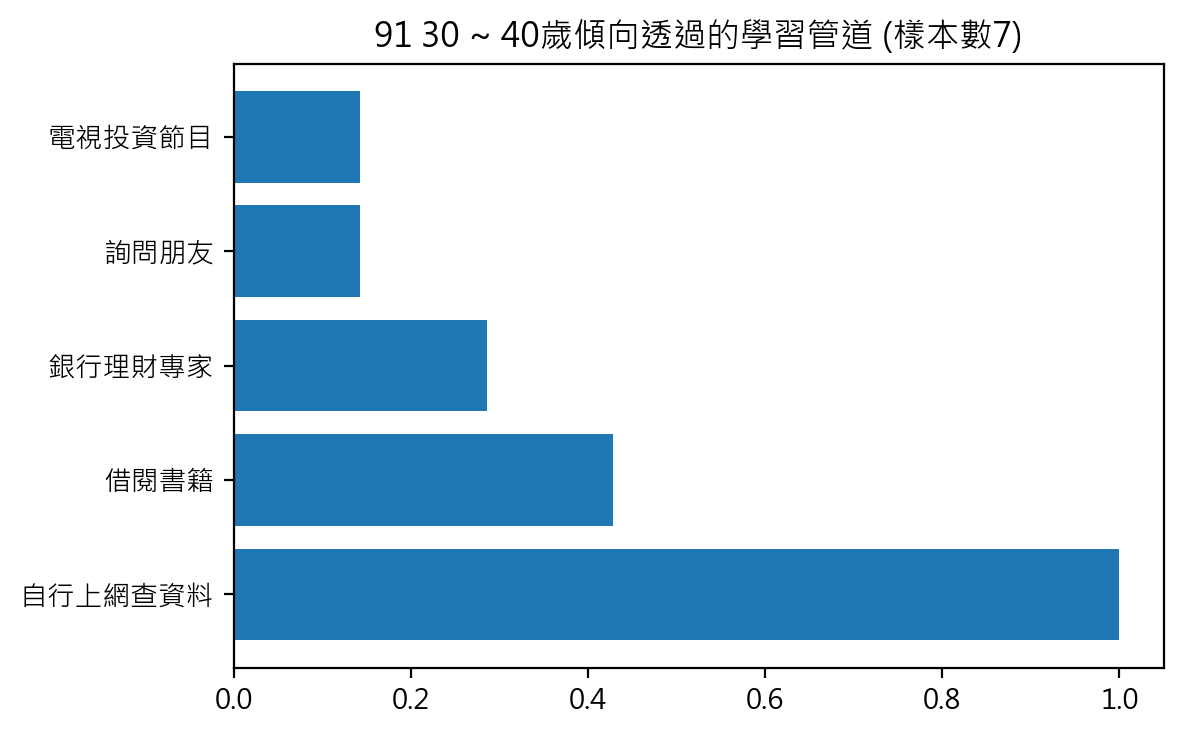 91 30 ~ 40歲傾向透過的學習管道 (樣本數7)
電視投資節目
詢問朋友
銀行理財專家
借閱書籍
自行上網查資料
0.0 0.2 0.4 0.6 0.8 1.0